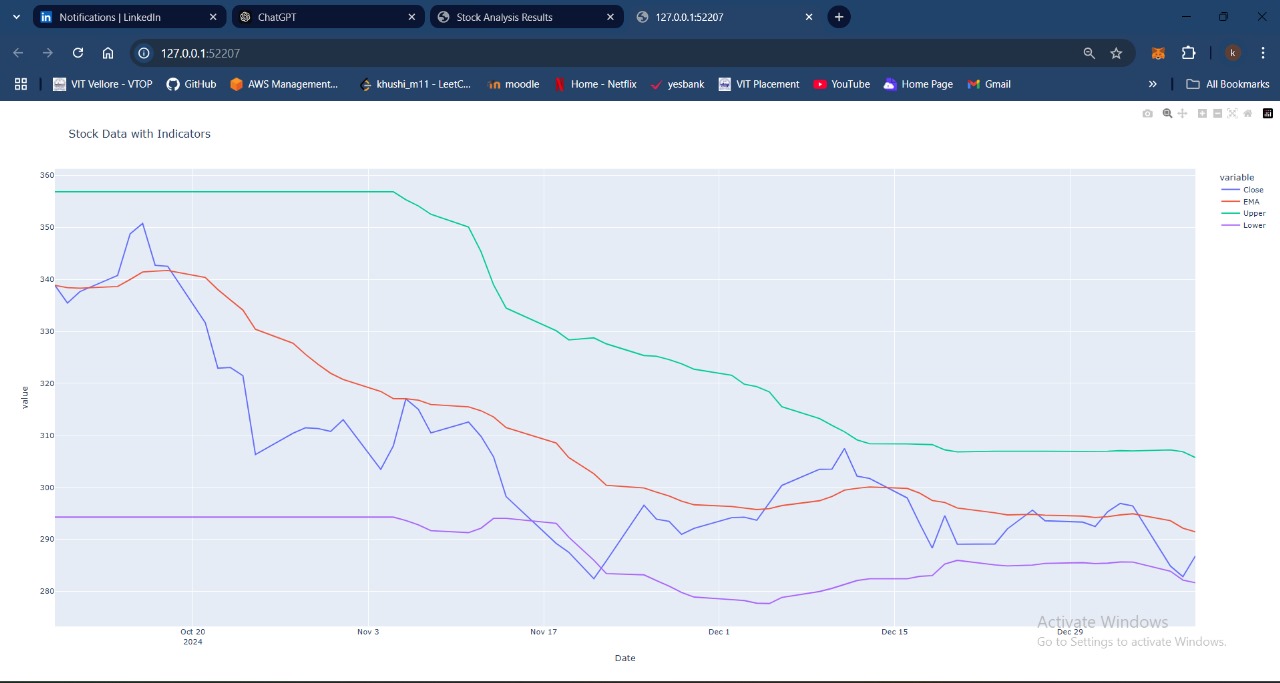 Notifications | LinkedIn
ChatGPT
Stock Analysis Results
127.0.0.1:52207
127.0.0.1:52207
k
VIT Vellore - VTOP
GitHub
AWS Management...
khushi_m11 - LeetC...
moodle
Home - Netflix
yesbank
VIT Placement
YouTube
Home Page
Gmail
»
All Bookmarks
Stock Data with Indicators
variable
Close
EMA
Upper
Lower
360
350
340
330
320
310
300
290
280
value
Oct 20
2024
Nov 3
Nov 17
Dec 1
Dec 15
Dec 29
Date
Activate Windows
Go to Settings to activate Windows.